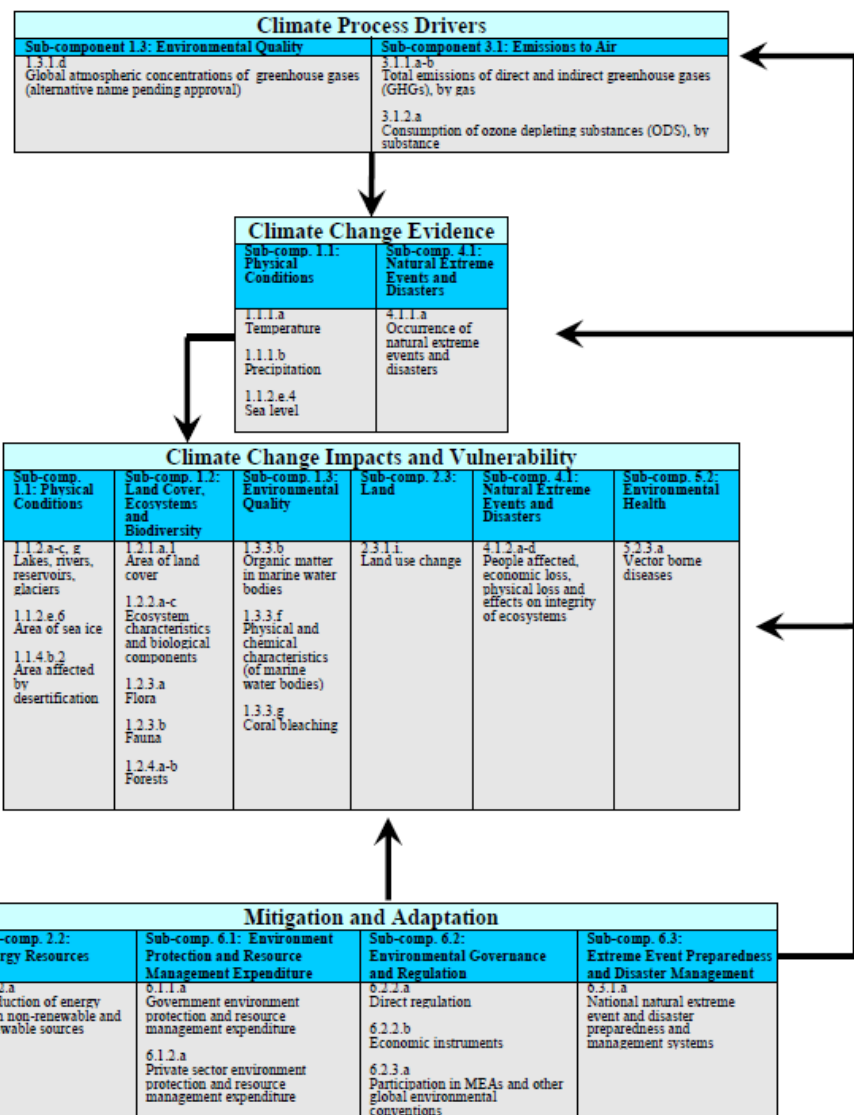 Climate Process Drivers
Sub-component 1.3: Environmental Quality
1.3.1.d
Global atmospheric concentrations of greenhouse gases
(alternative name pending approval)
Sub-component 3.1: Emissions to Air
3.1.1.a-b
Total emissions of direct and indirect greenhouse gases
(GHGs), by gas
3.1.2.a
Consumption of ozone depleting substances (ODS), by
substance
Climate Change Evidence
Sub-comp. 1.1:
Physical
Conditions
1.1.1.a
Temperature
1.1.1.b
Precipitation
1.1.2.e.4
Sea level
Sub-comp. 4.1:
Natural Extreme
Events and
Disasters
4.1.1.a
Occurrence of
natural extreme
events and
disasters
Climate Change Impacts and Vulnerability
Sub-comp.
1.1: Physical
Conditions
1.1.2.a-c, g
Lakes, rivers,
reservoirs,
glaciers
1.1.2.e.6
Area of sea ice
1.1.4.b.2
Area affected
by
desertification
Sub-comp. 1.2:
Land Cover,
Ecosystems
and
Biodiversity
1.2.1.a.1
Area of land
cover
1.2.2.a-c
Ecosystem
characteristics
and biological
components
1.2.3.a
Flora
1.2.3.b
Fauna
1.2.4.a-b
Forests
Sub-comp. 1.3:
Environmental
Quality
1.3.3.b
Organic matter
in marine water
bodies
1.3.3.f
Physical and
chemical
characteristics
(of marine
water bodies)
1.3.3.g
Coral bleaching
Sub-comp. 2.3:
Land
2.3.1.i.
Land use change
Sub-comp. 4.1:
Natural Extreme
Events and
Disasters
4.1.2.a-d
People affected,
economic loss,
physical loss and
effects on integrity
of ecosystems
Sub-comp. 5.2:
Environmental
Health
5.2.3.a
Vector borne
diseases
Mitigation and Adaptation
-comp. 2.2:
rgy Resources
2.a
duction of energy
n non-renewable and
wable sources
Sub-comp. 6.1: Environment
Protection and Resource
Management Expenditure
6.1.1.a
Government environment
protection and resource
management expenditure
6.1.2.a
Private sector environment
protection and resource
management expenditure
Sub-comp. 6.2:
Environmental Governance
and Regulation
6.2.2.a
Direct regulation
6.2.2.b
Economic instruments
6.2.3.a
Participation in MEAs and other
global environmental
conventions
Sub-comp. 6.3:
Extreme Event Preparedness
and Disaster Management
6.3.1.a
National natural extreme
event and disaster
preparedness and
management systems